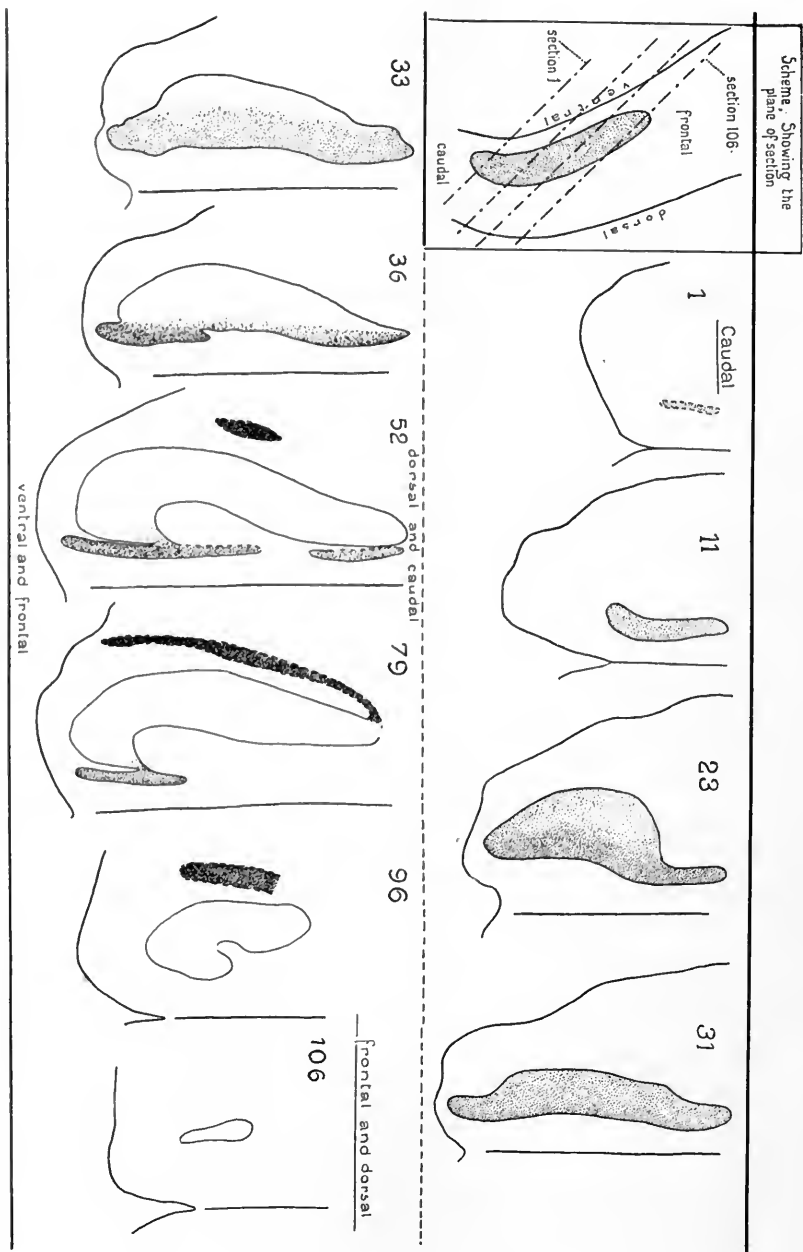 Scheme, Showing the
plane of section
section 106.
section 1
frontal
ventral
dorsal
caudal
1
Caudal
11
23
31
33
36
52
dorsal and caudal
79
96
106
frontal and dorsal
ventral and frontal